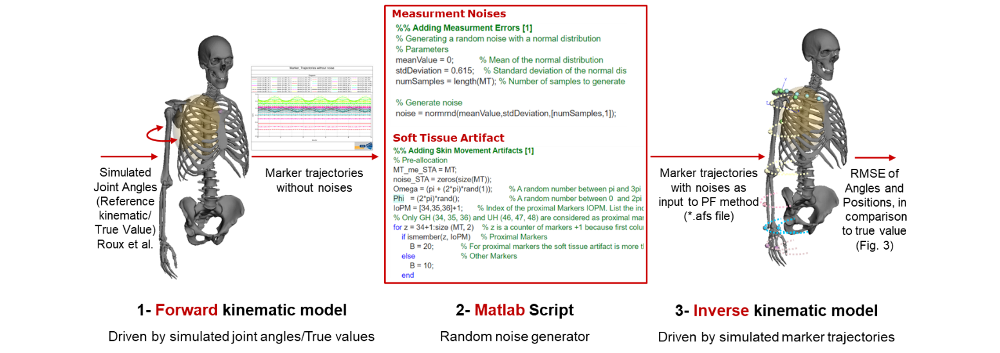 Simulated
Joint Angles
(Reference
kinematic/
True Value)
Roux et al.
Marker_Trajectories without noise
Marker trajectories
without noises
Measurment Noises
%% Adding Measurment Errors [1]
% Generating a random noise with a normal distribution
% Parameters
meanValue = 0; % Mean of the normal distribution
stdDeviation = 0.615; % Standard deviation of the normal dis
numSamples = length(MT); % Number of samples to generate
% Generate noise
noise = normrnd(meanValue,stdDeviation,[numSamples,1]);
Soft Tissue Artifact
%% Adding Skin Movement Artifacts [1]
% Pre-allocation
MT_me_STA = MT;
noise_STA = zeros(size(MT));
Omega = (pi + (2*pi)*rand(1)); % A random number between pi and 3pi
Phi = (2*pi)*rand(); % A random number between 0 and 2pi
IoPM = [34,35,36]+1; % Index of the proximal Markers IOPM. List the inc
% Only GH (34, 35, 36) and UH (46, 47, 48) are considered as proximal mar
for z = 34+1:size (MT, 2) % z is a counter of markers +1 because first colu
if ismember(z, IoPM) % Proximal Markers
B = 20; % For proximal markers the soft tissue artifact is more t
else % Other Markers
B = 10;
end
Marker trajectories
with noises as
input to PF method
(*.afs file)
RMSE of
Angles and
Positions, in
comparison
to true value
(Fig. 3)
1- Forward kinematic model
Driven by simulated joint angles/True values
2- Matlab Script
Random noise generator
3- Inverse kinematic model
Driven by simulated marker trajectories